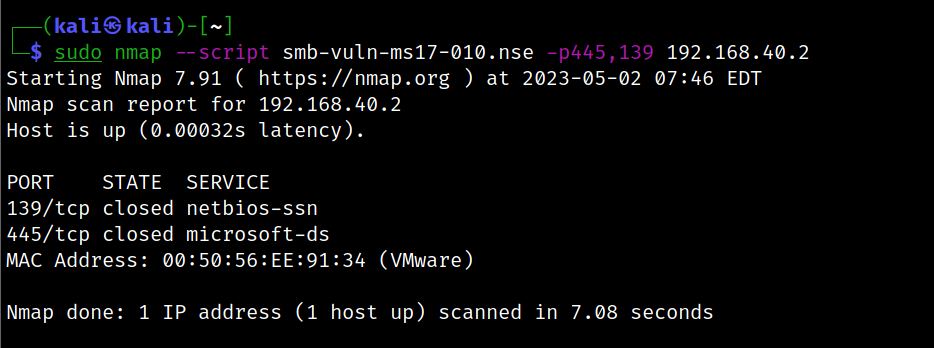 ┌──(kali㉿kali)-[~]
└─$ sudo nmap --script smb-vuln-ms17-010.nse -p445,139 192.168.40.2
Starting Nmap 7.91 ( https://nmap.org ) at 2023-05-02 07:46 EDT
Nmap scan report for 192.168.40.2
Host is up (0.00032s latency).

PORT    STATE  SERVICE
139/tcp closed netbios-ssn
445/tcp closed microsoft-ds
MAC Address: 00:50:56:EE:91:34 (VMware)

Nmap done: 1 IP address (1 host up) scanned in 7.08 seconds